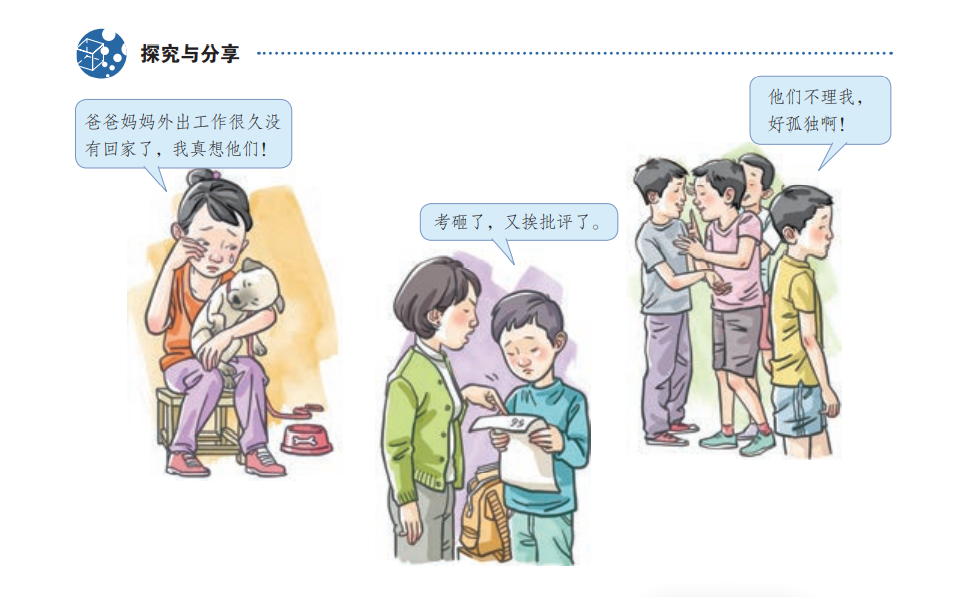 探究与分享
爸爸妈妈外出工作很久没
有回家了，我真想他们！
他们不理我，
好孤独啊！
考砸了，又挨批评了。